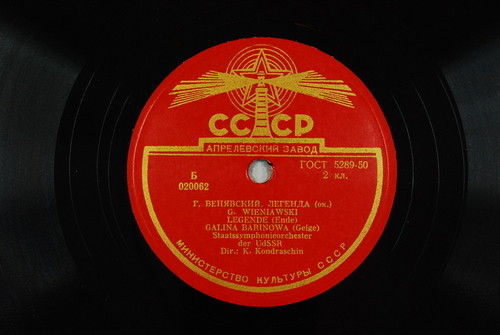 СССР
АПРЕЛЕВСКИЙ ЗАВОД
ГОСТ 5289-50
Б
2 кл.
020062
Г. ВЕНЯВСКИЙ. ЛЕГЕНДА (ок.)
G. WIENIAWSKI
LEGENDE (Ende)
GALINA BARINOWA (Geige)
Staatssymphonieorchester
der UdSSR
Dir.: K. Kondraschin
МИНИСТЕРСТВО КУЛЬТУРЫ СССР